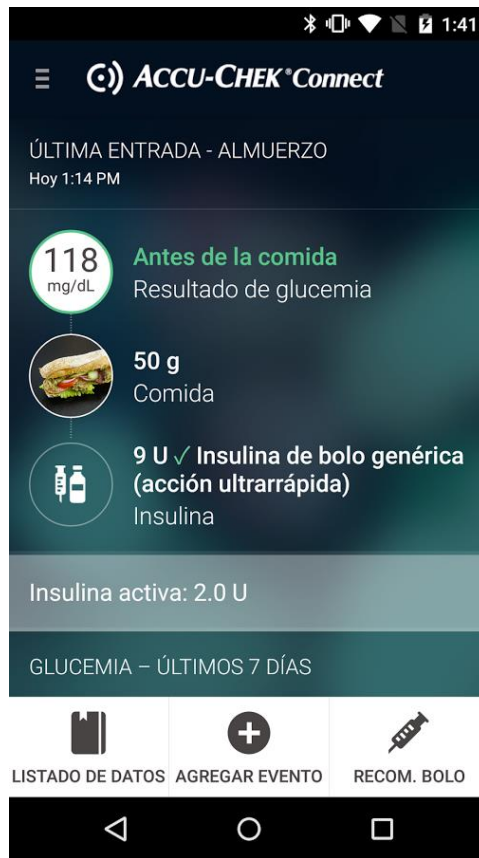 1:41
ACCU-CHEK®Connect
ÚLTIMA ENTRADA - ALMUERZO
Hoy 1:14 PM
118
mg/dL
Antes de la comida
Resultado de glucemia
50 g
Comida
9 U ✓ Insulina de bolo genérica
(acción ultrarrápida)
Insulina
Insulina activa: 2.0 U
GLUCEMIA – ÚLTIMOS 7 DÍAS
LISTADO DE DATOS
AGREGAR EVENTO
RECOM. BOLO